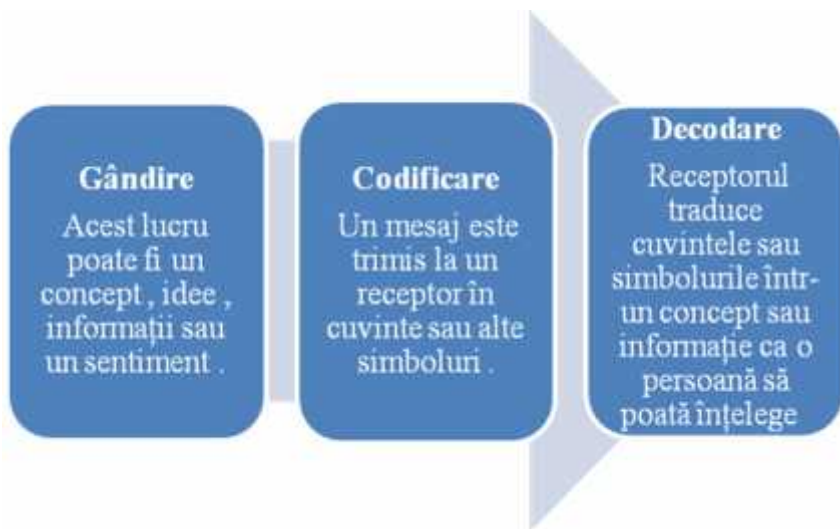 Gândire
Acest lucru
poate fi un
concept , idee ,
informații sau
un sentiment .
Codificare
Un mesaj este
trimis la un
receptor în
cuvinte sau alte
simboluri .
Decodare
Receptorul
traduce
cuvintele sau
simbolurile într-
un concept sau
informație ca o
persoană să
poată înțelege